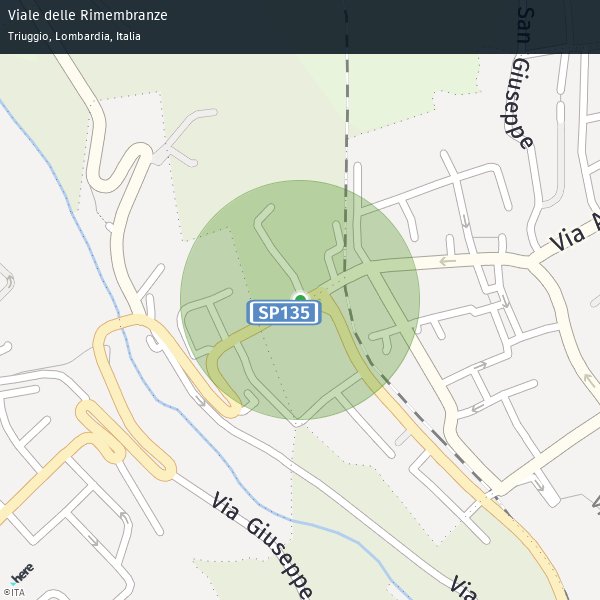 Viale delle Rimembranze
Triuggio, Lombardia, Italia
San Giuseppe
Via A
SP135
Via Giuseppe
Via
here
©ITA